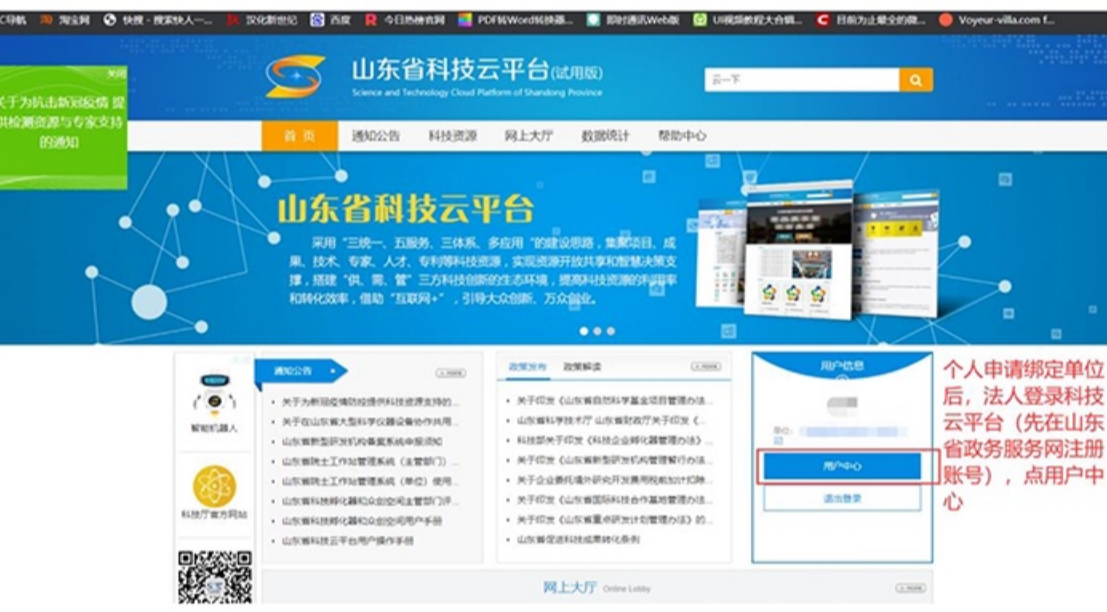 C导航 淘宝网 快搜 - 搜索快人一... 汉化新世纪 百度 今日热榜官网 PDF转Word转换器... 即时通讯Web版 UI视频教程大合辑... 目前为止最全的微... Voyeur-villa.com f...
关闭
关于为抗击新冠疫情 提
供检测资源与专家支持
的通知
山东省科技云平台(试用版)
Science and Technology Cloud Platform of Shandong Province
云一下
首 页 通知公告 科技资源 网上大厅 数据统计 帮助中心
山东省科技云平台
采用“三统一、五服务、三体系、多应用”的建设思路，集聚项目、成
果、技术、专家、人才、专利等科技资源，实现资源开放共享和智慧决策支
撑，搭建“供、需、管”三方科技创新的生态环境，提高科技资源的利用率
和转化效率，借助“互联网+”，引导大众创新、万众创业。
智能机器人
科技厅官方网站
通知公告
关于为新冠疫情防控提供科技资源支持的...
关于在山东省大型科学仪器设备协作共用...
山东省新型研发机构备案系统申报须知
山东省院士工作站管理系统（主管部门）...
山东省院士工作站管理系统（单位）使用...
山东省科技孵化器和众创空间主管部门评...
山东省科技孵化器和众创空间用户手册
山东省科技云平台用户操作手册
政策发布 政策解读
关于印发《山东省自然科学基金项目管理办法...
山东省科学技术厅 山东省财政厅关于印发《...
科技部关于印发《科技企业孵化器管理办法》...
关于印发《山东省新型研发机构管理暂行办法...
关于企业委托境外研究开发费用税前加计扣除...
关于印发《山东省国际科技合作基地管理办法...
关于印发《山东省重点研发计划管理办法》的...
山东省促进科技成果转化条例
用户信息
单位：
司
用户中心
退出登录
个人申请绑定单位
后，法人登录科技
云平台（先在山东
省政务服务网注册
账号），点用户中
心
网上大厅 Online Lobby